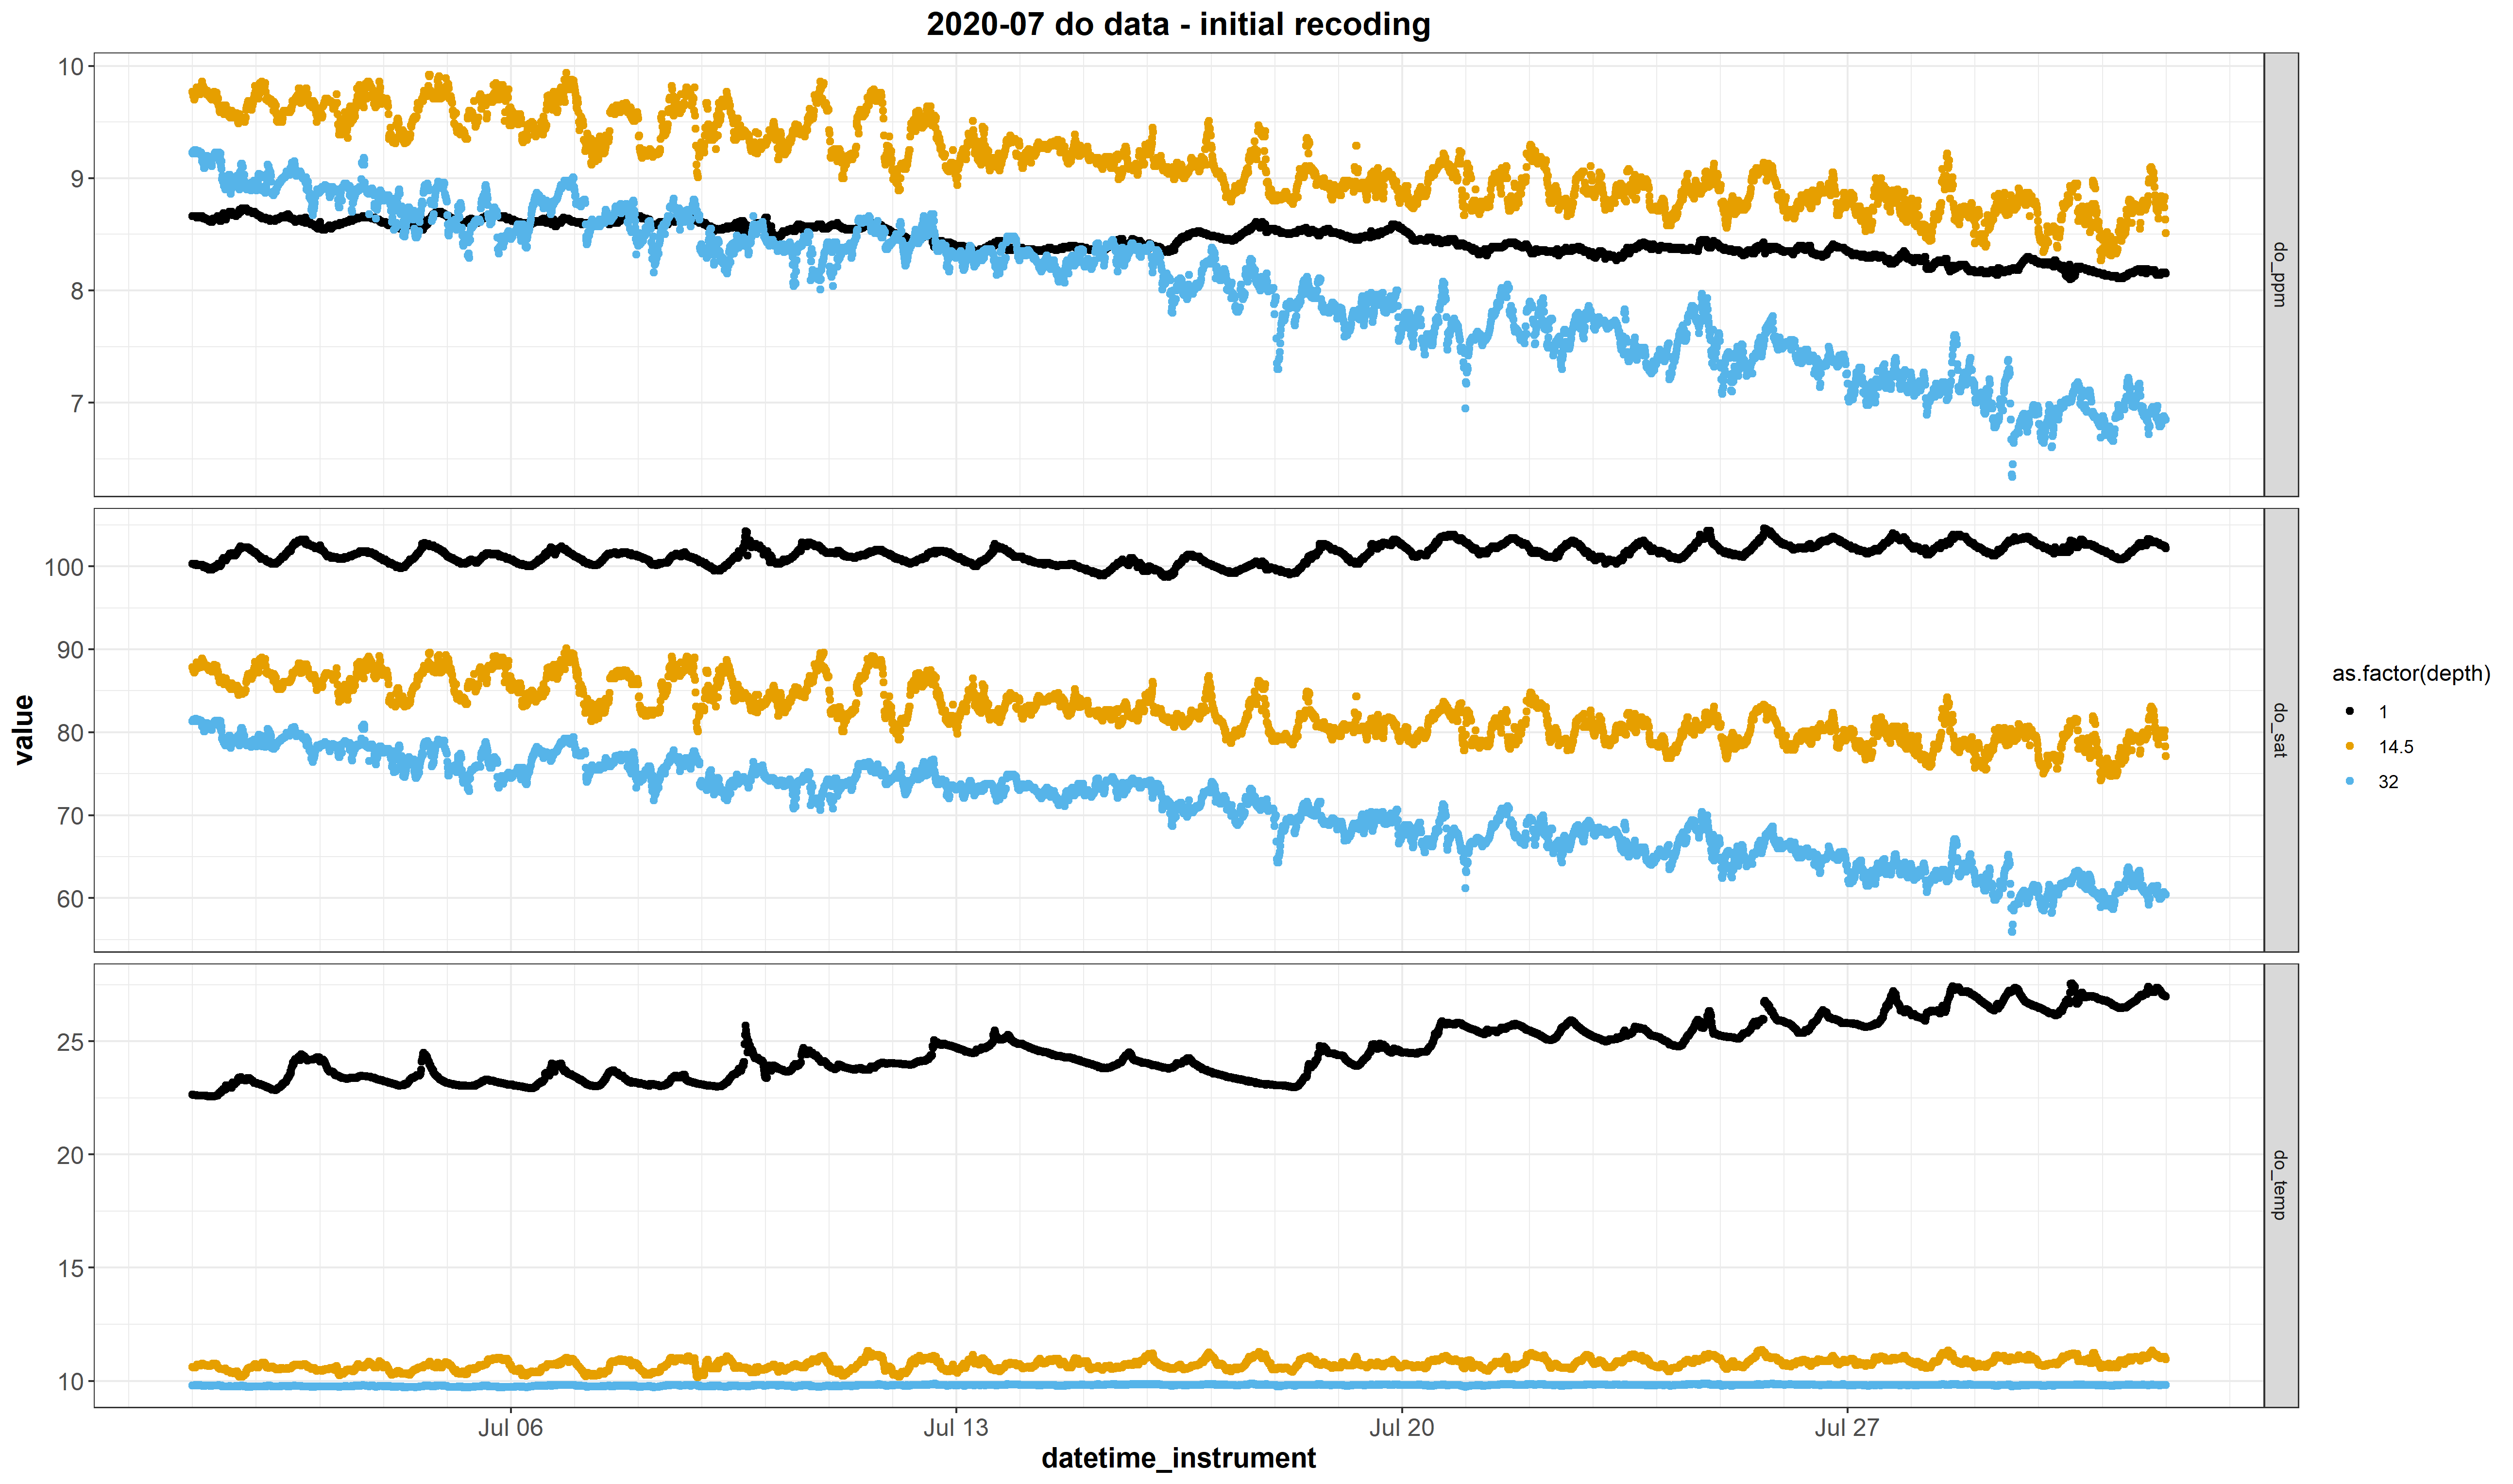 2020-07 do data - initial recoding
10
9
8
7
do_ppm
100
90
80
70
60
do_sat
25
20
15
10
do_temp
Jul 06
Jul 13
Jul 20
Jul 27
datetime_instrument
value
as.factor(depth)
1
14.5
32